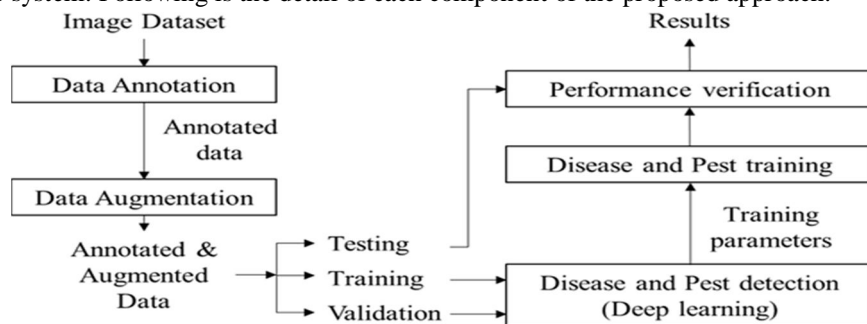 system. Following is the detail of each component of the proposed approach.
Image Dataset
Data Annotation
Annotated
data
Data Augmentation
Annotated &
Augmented
Data
Testing
Training
Validation
Results
Performance verification
Disease and Pest training
Training
parameters
Disease and Pest detection
(Deep learning)